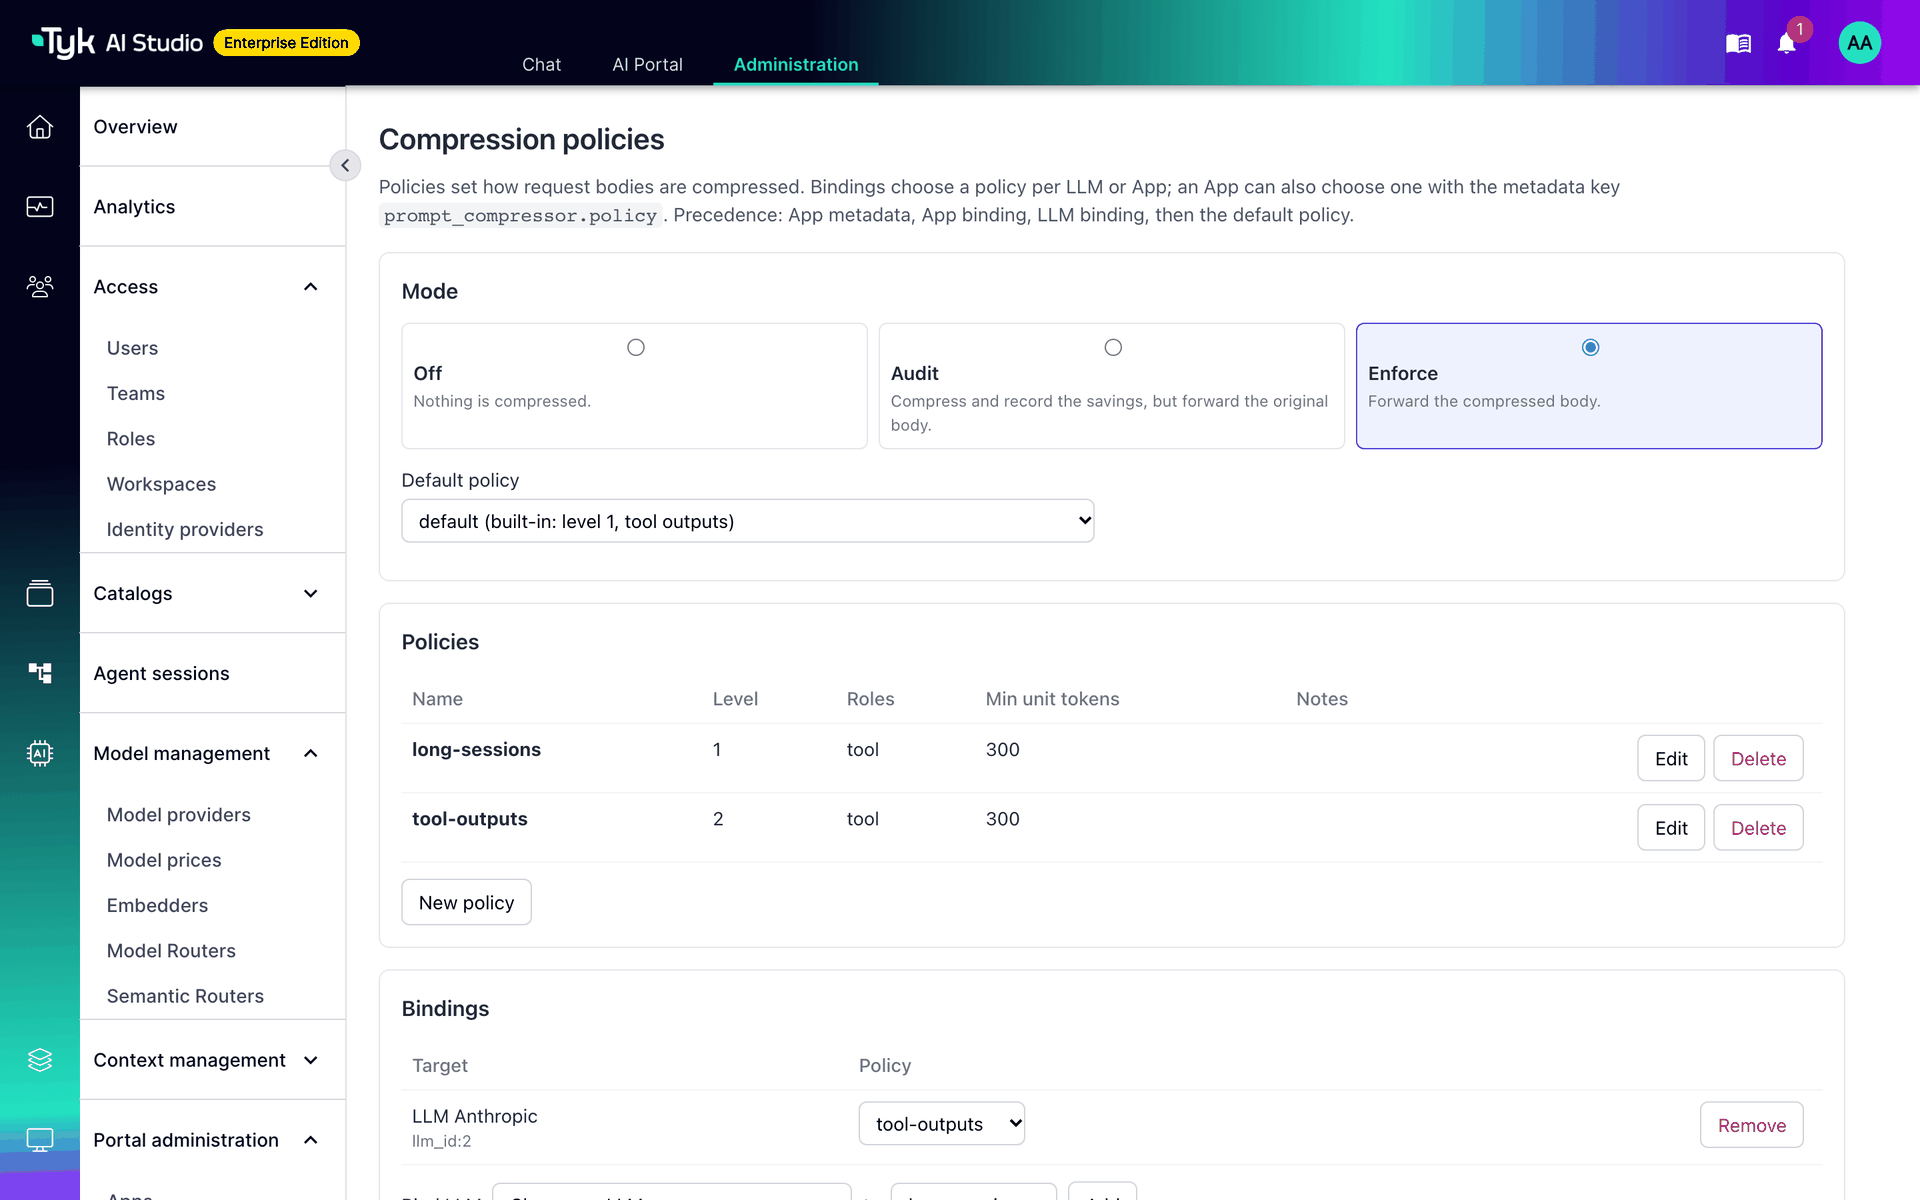 Tyk AI Studio Enterprise Edition
Chat
AI Portal
Administration
1
AA
Overview
Analytics
Access
Users
Teams
Roles
Workspaces
Identity providers
Catalogs
Agent sessions
AI
Model management
Model providers
Model prices
Embedders
Model Routers
Semantic Routers
Context management
Portal administration
Apps
Compression policies
Policies set how request bodies are compressed. Bindings choose a policy per LLM or App; an App can also choose one with the metadata key
prompt_compressor.policy. Precedence: App metadata, App binding, LLM binding, then the default policy.
Mode
Off
Nothing is compressed.
Audit
Compress and record the savings, but forward the original
body.
Enforce
Forward the compressed body.
Default policy
default (built-in: level 1, tool outputs)
Policies
Name Level Roles Min unit tokens Notes
long-sessions 1 tool 300 Edit Delete
tool-outputs 2 tool 300 Edit Delete
New policy
Bindings
Target Policy
LLM Anthropic
llm_id:2
tool-outputs
Remove